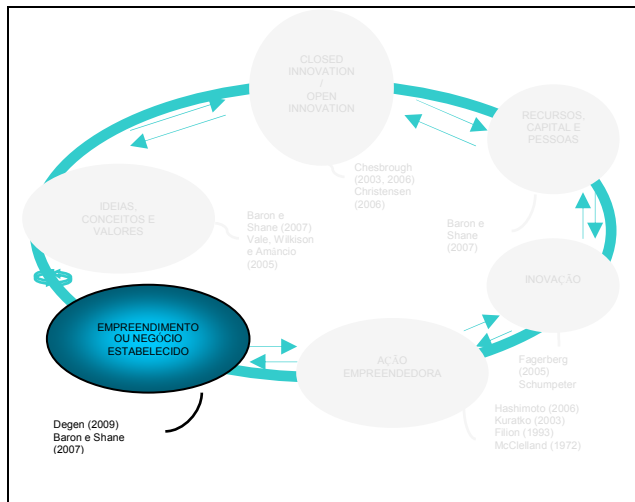 CLOSED
INNOVATION
/
OPEN
INNOVATION
RECURSOS,
CAPITAL E
PESSOAS
Chesbrough
(2003, 2006)
Christensen
(2006)
IDEIAS,
CONCEITOS E
VALORES
Baron e
Shane (2007)
Vale, Wilkison
e Amâncio
(2005)
Baron e
Shane
(2007)
INOVAÇÃO
EMPREENDIMENTO
OU NEGÓCIO
ESTABELECIDO
AÇÃO
EMPREENDEDORA
Fagerberg
(2005)
Schumpeter
Degen (2009)
Baron e Shane
(2007)
Hashimoto (2006)
Kuratko (2003)
Filion (1993)
McClelland (1972)